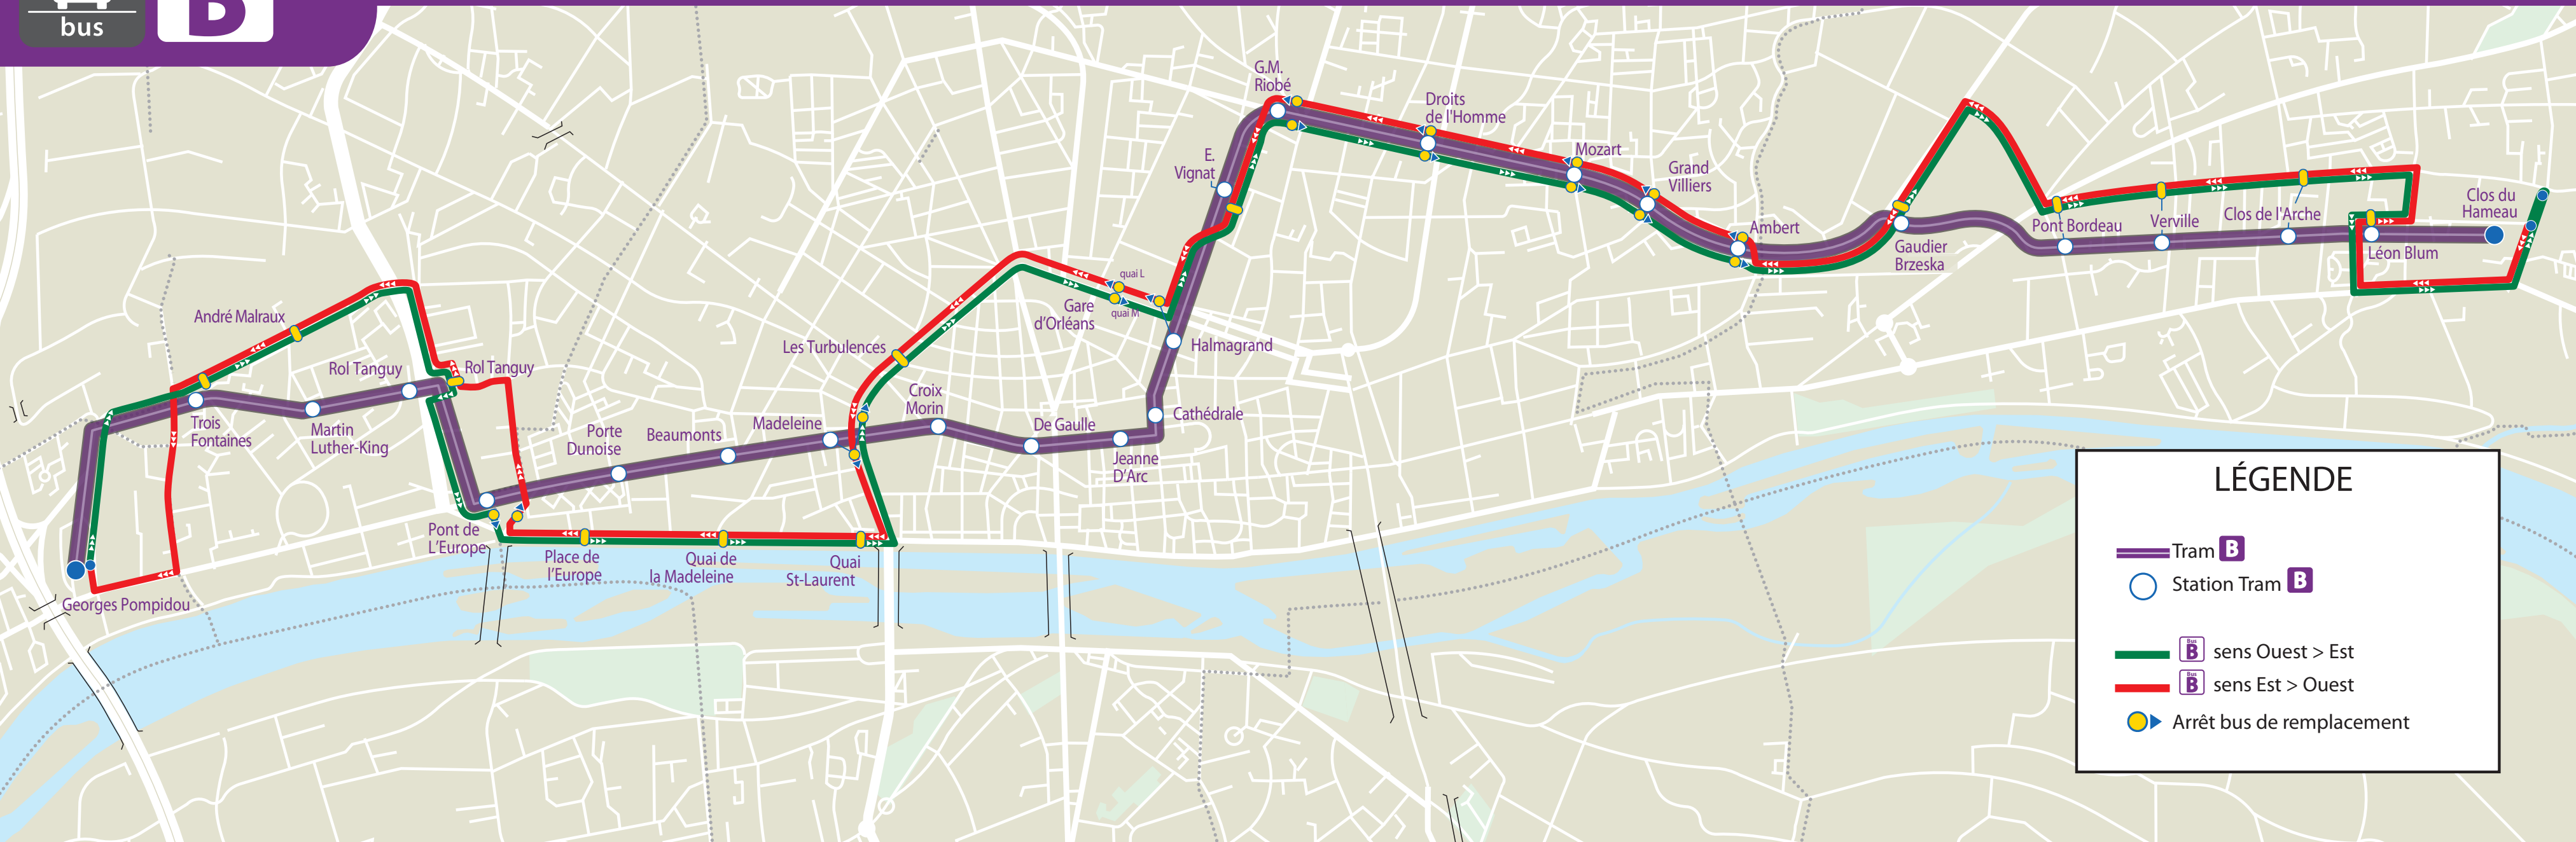 bus
B
G.M.
Riobé
Droits
de l'Homme
E.
Vignat
Mozart
Grand
Villiers
Ambert
Gaudier
Brzeska
Pont Bordeau
Verville
Clos de l'Arche
Léon Blum
Clos du
Hameau
quai L
quai M
Gare
d'Orléans
Halmagrand
Les Turbulences
André Malraux
Rol Tanguy
Rol Tanguy
Trois
Fontaines
Martin
Luther-King
Croix
Morin
De Gaulle
Cathédrale
Jeanne
D'Arc
Madeleine
Beaumonts
Porte
Dunoise
Pont de
L'Europe
Place de
l'Europe
Quai de
la Madeleine
Quai
St-Laurent
Georges Pompidou
LÉGENDE
Tram B
Station Tram B
Bus B sens Ouest > Est
Bus B sens Est > Ouest
Arrêt bus de remplacement